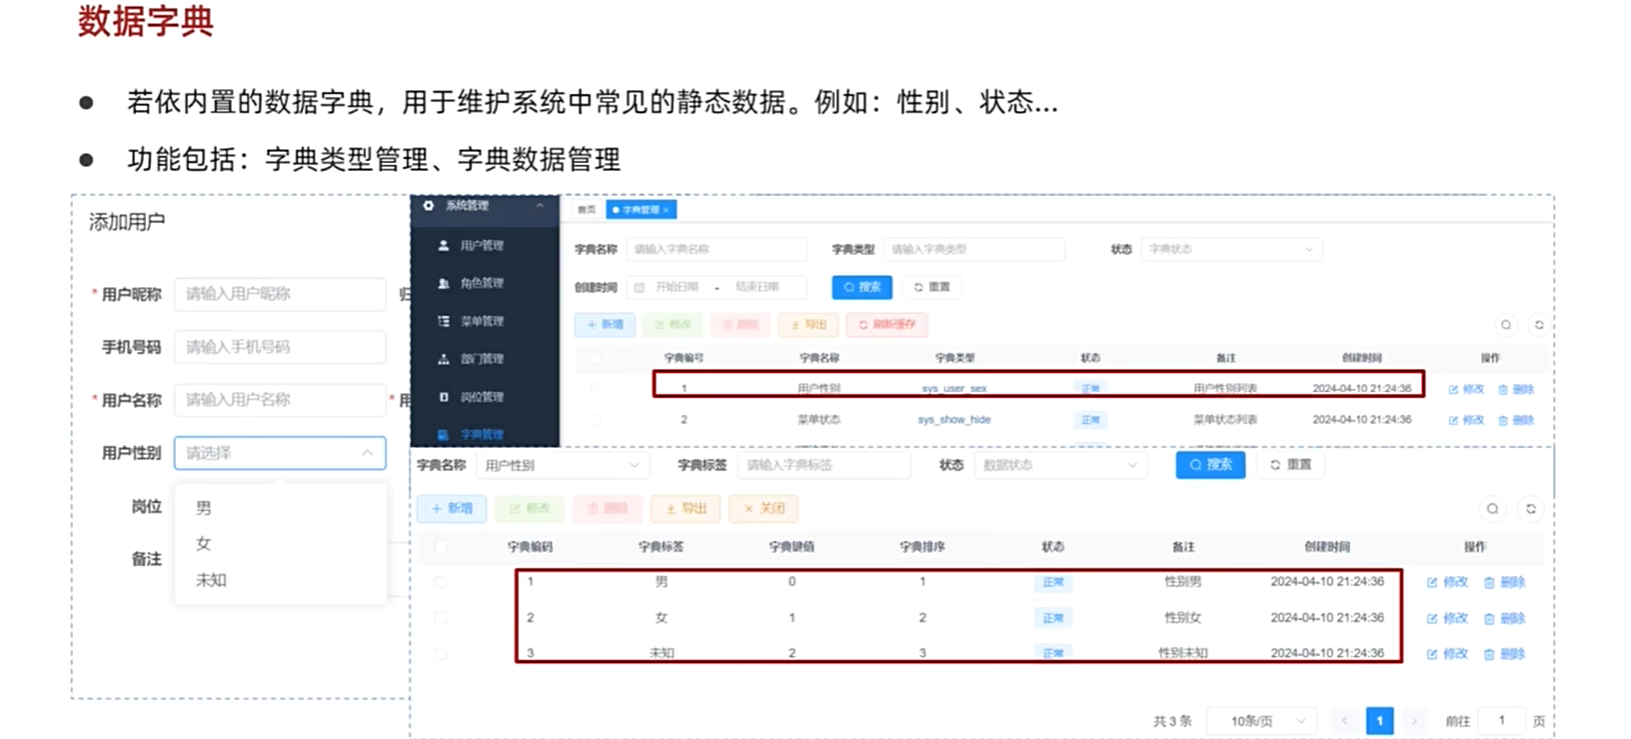 数据字典
若依内置的数据字典，用于维护系统中常见的静态数据。例如：性别、状态...
功能包括：字典类型管理、字典数据管理
添加用户
* 用户昵称 请输入用户昵称
手机号码 请输入手机号码
* 用户名称 请输入用户名称 * 用
用户性别 请选择
男
女
未知
岗位
备注
系统管理
用户管理
角色管理
菜单管理
部门管理
岗位管理
字典管理
首页 字典管理 ×
字典名称 请输入字典名称 字典类型 请输入字典类型 状态 字典状态
创建时间 开始日期 - 结束日期 搜索 重置
+ 新增 修改 删除 导出 刷新缓存
字典编号 字典名称 字典类型 状态 备注 创建时间 操作
1 用户性别 sys_user_sex 正常 用户性别列表 2024-04-10 21:24:36 修改 删除
2 菜单状态 sys_show_hide 正常 菜单状态列表 2024-04-10 21:24:36 修改 删除
字典名称 用户性别 字典标签 请输入字典标签 状态 数据状态 搜索 重置
+ 新增 修改 删除 导出 × 关闭
字典编码 字典标签 字典键值 字典排序 状态 备注 创建时间 操作
1 男 0 1 正常 性别男 2024-04-10 21:24:36 修改 删除
2 女 1 2 正常 性别女 2024-04-10 21:24:36 修改 删除
3 未知 2 3 正常 性别未知 2024-04-10 21:24:36 修改 删除
共 3 条 10条/页 < 1 > 前往 1 页